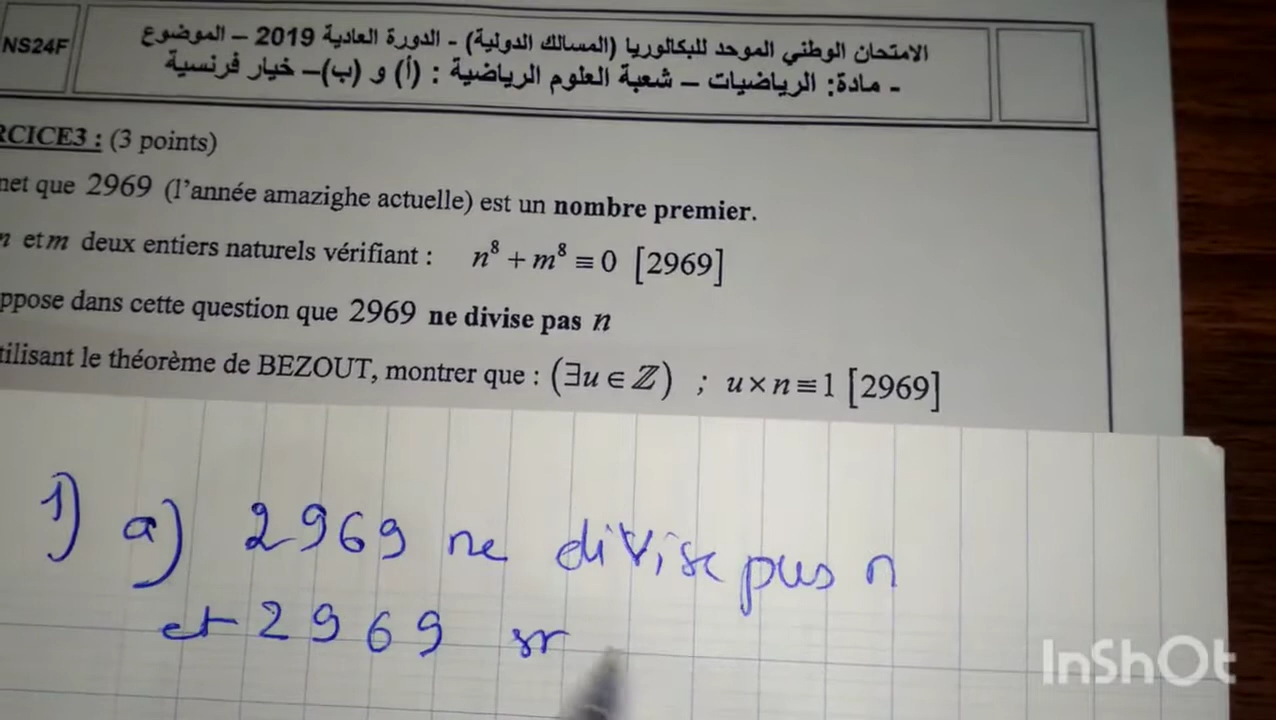 NS24F
الامتحان الوطني الموحد للبكالوريا (المسالك الدولية) - الدورة العادية 2019 – الموضوع
- مادة: الرياضيات – شعبة العلوم الرياضية : (أ) و (ب)– خيار فرنسية
RCICE3 : (3 points)
net que 2969 (l'année amazighe actuelle) est un nombre premier.
n et m deux entiers naturels vérifiant : n⁸ + m⁸ ≡ 0 [2969]
ppose dans cette question que 2969 ne divise pas n
tilisant le théorème de BEZOUT, montrer que : (∃u ∈ ℤ) ; u × n ≡ 1 [2969]
1) a) 2969 ne divise pas n
et 2969
InShOt